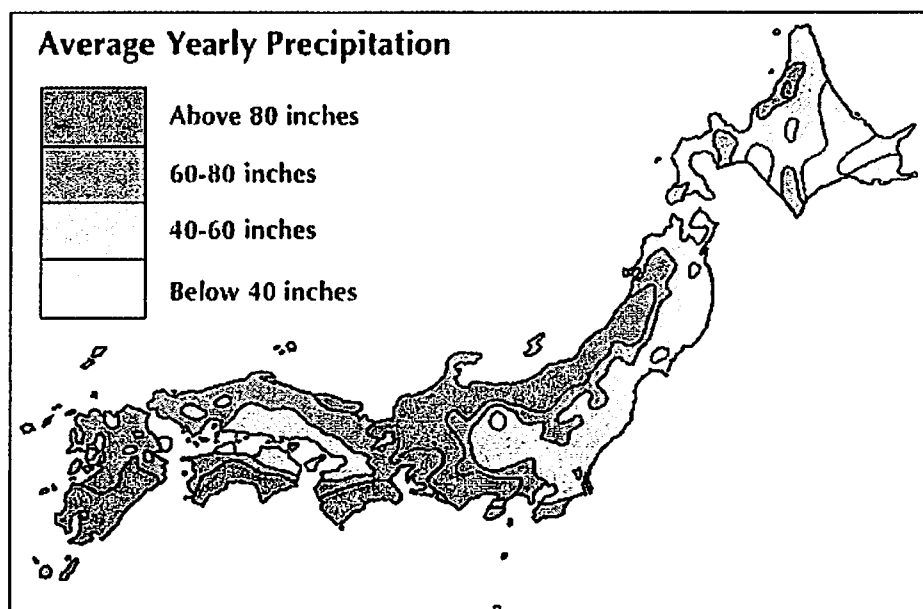 Average Yearly Precipitation
Above 80 inches
60-80 inches
40-60 inches
Below 40 inches